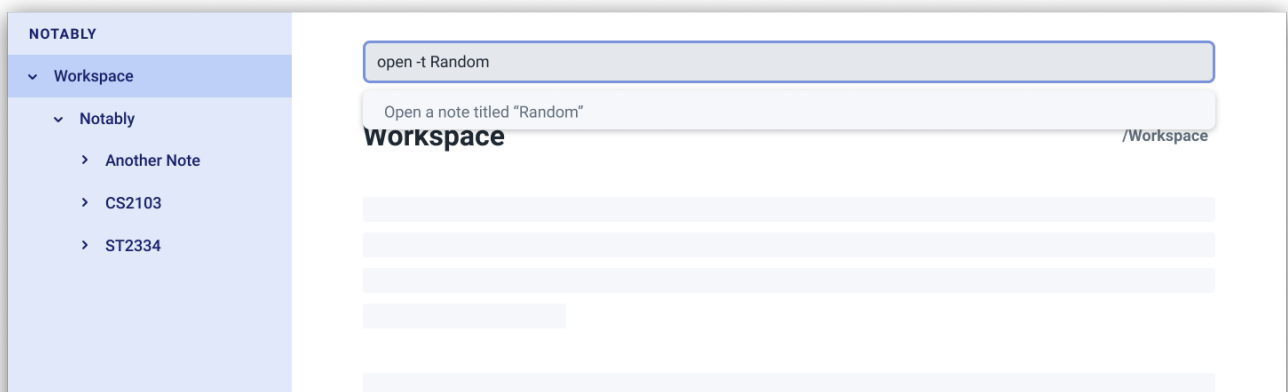 NOTABLY
Workspace
Notably
Another Note
CS2103
ST2334
open -t Random
Open a note titled “Random”
Workspace
/Workspace